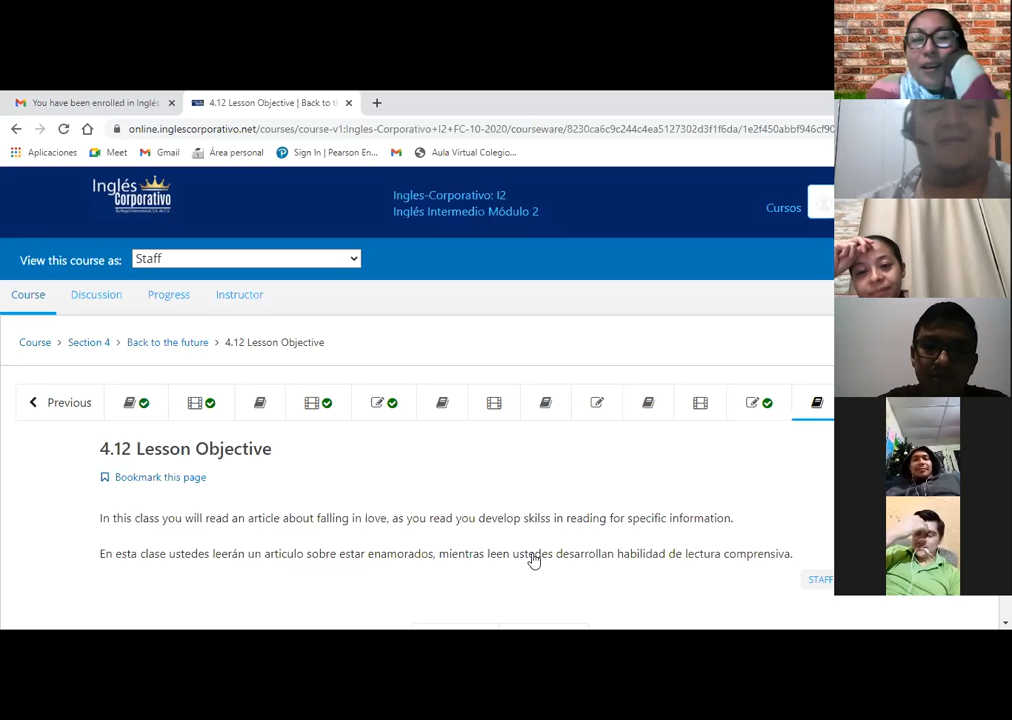 You have been enrolled in Inglés
4.12 Lesson Objective | Back to t
online.inglescorporativo.net/courses/course-v1:Ingles-Corporativo+I2+FC-10-2020/courseware/8230ca6c9c244c4ea5127302d3f1f6da/1e2f450abbf946cf90
Aplicaciones
Meet
Gmail
Área personal
Sign In | Pearson En...
Aula Virtual Colegio...
Inglés
Corporativo
Ingles-Corporativo: I2
Inglés Intermedio Módulo 2
Cursos
View this course as:
Staff
Course
Discussion
Progress
Instructor
Course > Section 4 > Back to the future > 4.12 Lesson Objective
Previous
4.12 Lesson Objective
Bookmark this page
In this class you will read an article about falling in love, as you read you develop skilss in reading for specific information.
En esta clase ustedes leerán un articulo sobre estar enamorados, mientras leen ustedes desarrollan habilidad de lectura comprensiva.
STAFF